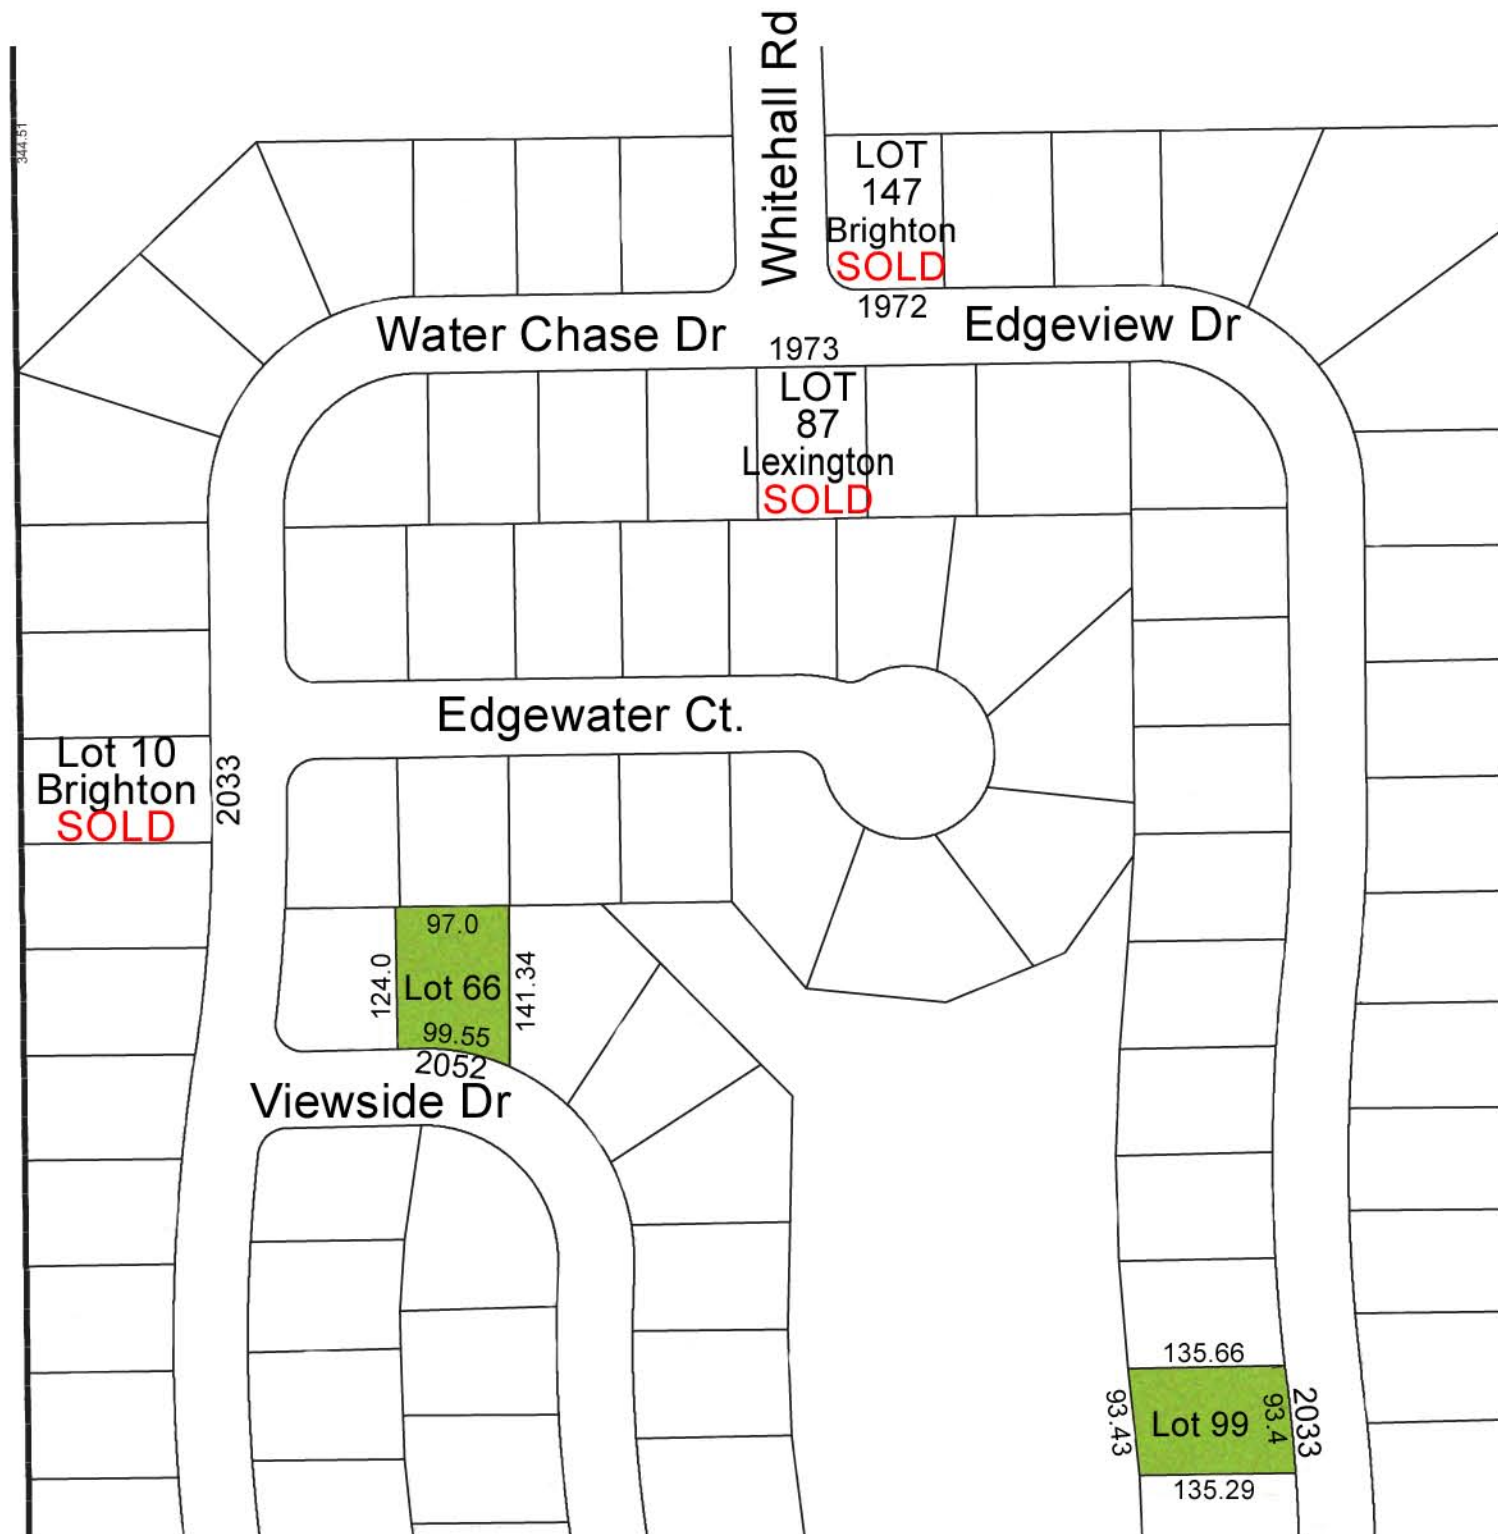 Whitehall Rd
344.51
LOT
147
Brighton
SOLD
1972
Water Chase Dr
Edgeview Dr
1973
LOT
87
Lexington
SOLD
Edgewater Ct.
Lot 10
Brighton
SOLD
2033
97.0
124.0
Lot 66
141.34
99.55
2052
Viewside Dr
135.66
93.43
Lot 99
93.4
2033
135.29